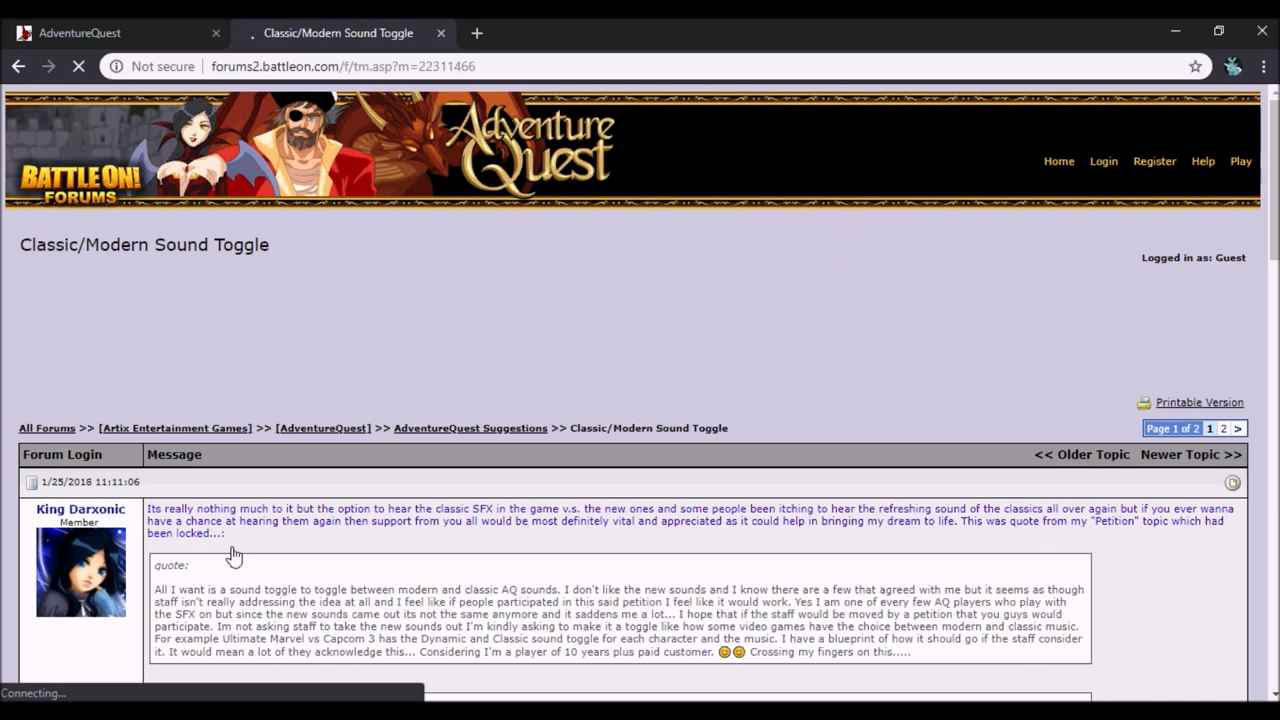 AdventureQuest
Classic/Modern Sound Toggle
Not secure
forums2.battleon.com/f/tm.asp?m=22311466
BATTLEON!
FORUMS
Adventure
Quest
Home Login Register Help Play
Classic/Modern Sound Toggle
Logged in as: Guest
Printable Version
All Forums >> [Artix Entertainment Games] >> [AdventureQuest] >> AdventureQuest Suggestions >> Classic/Modern Sound Toggle
Page 1 of 2 1 2 >
Forum Login
Message
<< Older Topic Newer Topic >>
1/25/2018 11:11:06
King Darxonic
Member
Its really nothing much to it but the option to hear the classic SFX in the game v.s. the new ones and some people been itching to hear the refreshing sound of the classics all over again but if you ever wanna
have a chance at hearing them again then support from you all would be most definitely vital and appreciated as it could help in bringing my dream to life. This was quote from my "Petition" topic which had
been locked...:
quote:
All I want is a sound toggle to toggle between modern and classic AQ sounds. I don't like the new sounds and I know there are a few that agreed with me but it seems as though
staff isn't really addressing the idea at all and I feel like if people participated in this said petition I feel like it would work. Yes I am one of every few AQ players who play with
the SFX on but since the new sounds came out its not the same anymore and it saddens me a lot... I hope that if the staff would be moved by a petition that you guys would
participate. Im not asking staff to take the new sounds out I'm kindly asking to make it a toggle like how some video games have the choice between modern and classic music.
For example Ultimate Marvel vs Capcom 3 has the Dynamic and Classic sound toggle for each character and the music. I have a blueprint of how it should go if the staff consider
it. It would mean a lot of they acknowledge this... Considering I'm a player of 10 years plus paid customer. 😊😊 Crossing my fingers on this.....
Connecting...